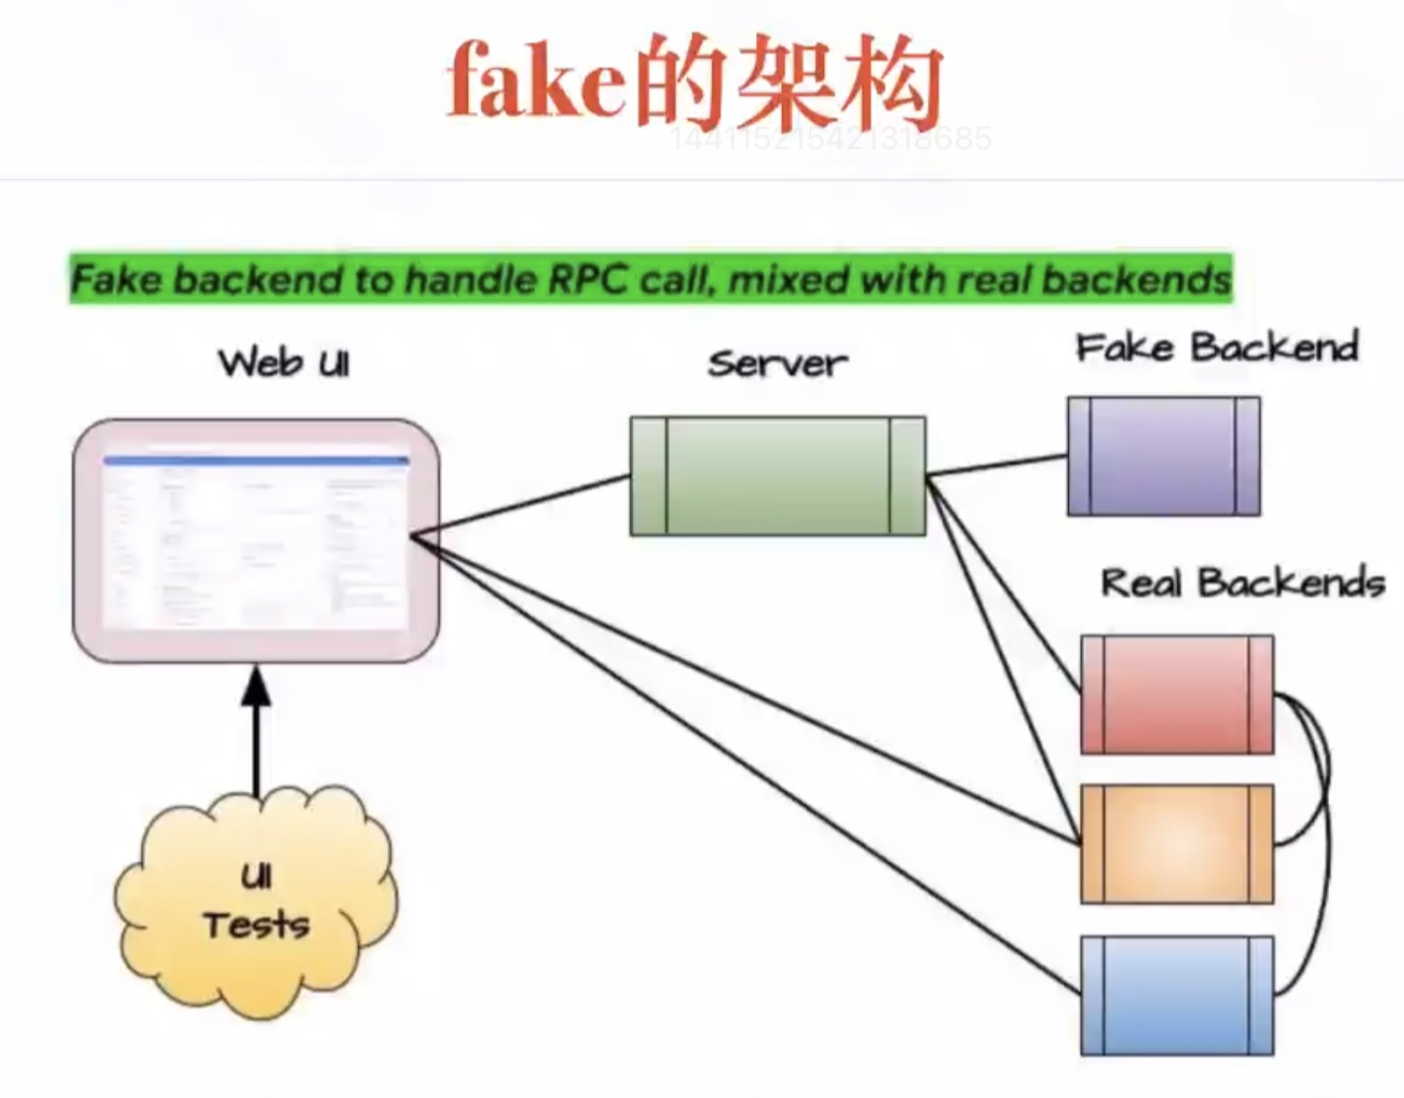 fake的架构
144115215421318685
Fake backend to handle RPC call, mixed with real backends
Web UI
Server
Fake Backend
Real Backends
UI
Tests